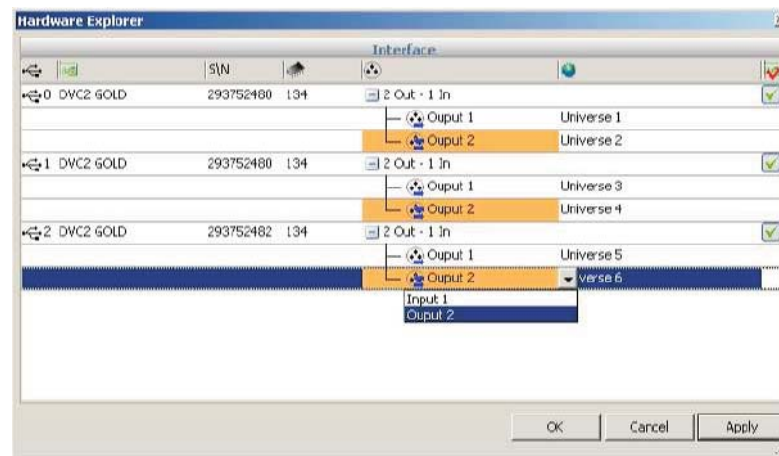 Hardware Explorer
Interface
S\N
0 DVC2 GOLD 293752480 134 2 Out - 1 In
Ouput 1 Universe 1
Ouput 2 Universe 2
1 DVC2 GOLD 293752480 134 2 Out - 1 In
Ouput 1 Universe 3
Ouput 2 Universe 4
2 DVC2 GOLD 293752482 134 2 Out - 1 In
Ouput 1 Universe 5
Ouput 2 verse 6
Input 1
Ouput 2
OK Cancel Apply